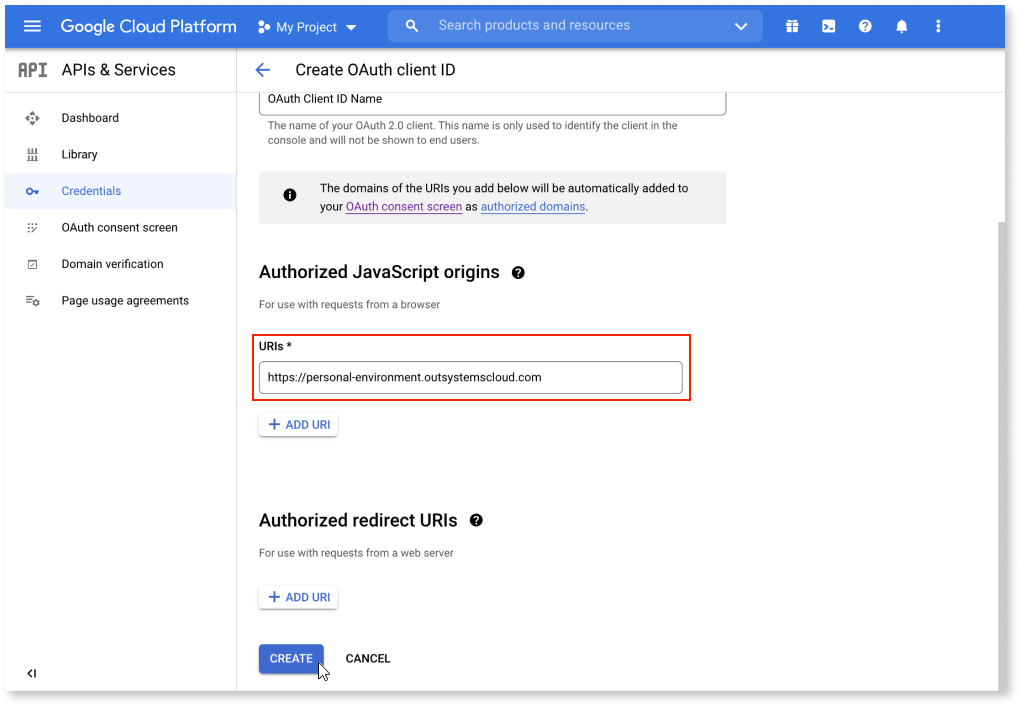 Google Cloud Platform
My Project
Search products and resources
API
APIs & Services
Create OAuth client ID
Dashboard
Library
Credentials
OAuth consent screen
Domain verification
Page usage agreements
OAuth Client ID Name
The name of your OAuth 2.0 client. This name is only used to identify the client in the
console and will not be shown to end users.
The domains of the URIs you add below will be automatically added to
your OAuth consent screen as authorized domains.
Authorized JavaScript origins
For use with requests from a browser
URIs *
https://personal-environment.outsystemscloud.com
ADD URI
Authorized redirect URIs
For use with requests from a web server
ADD URI
CREATE
CANCEL